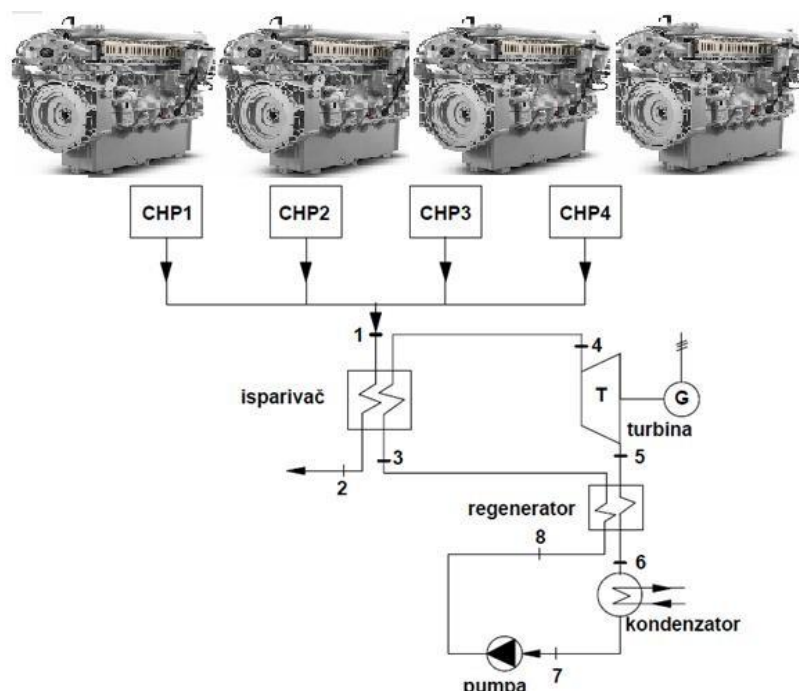 CHP1 CHP2 CHP3 CHP4
1
4
isparivač
T
G
turbina
3
5
2
regenerator
8
6
kondenzator
7
pumpa